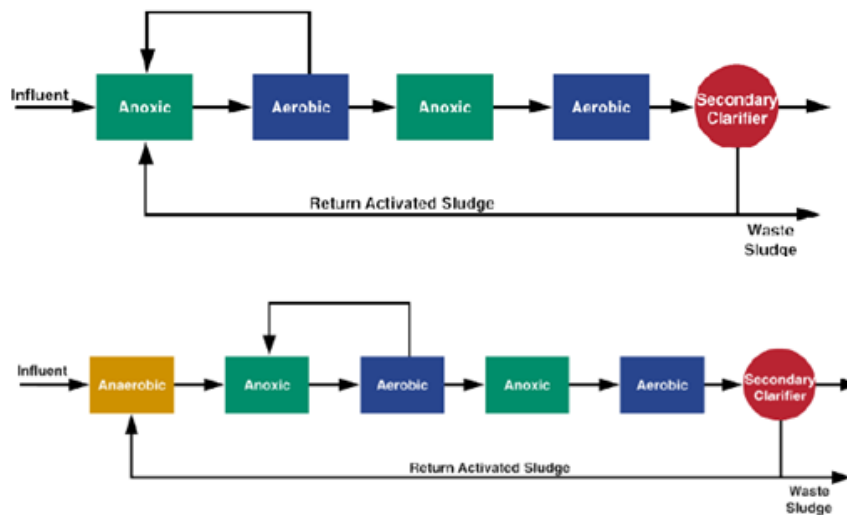 Influent
Anoxic
Aerobic
Anoxic
Aerobic
Secondary
Clarifier
Return Activated Sludge
Waste
Sludge
Influent
Anaerobic
Anoxic
Aerobic
Anoxic
Aerobic
Secondary
Clarifier
Return Activated Sludge
Waste
Sludge